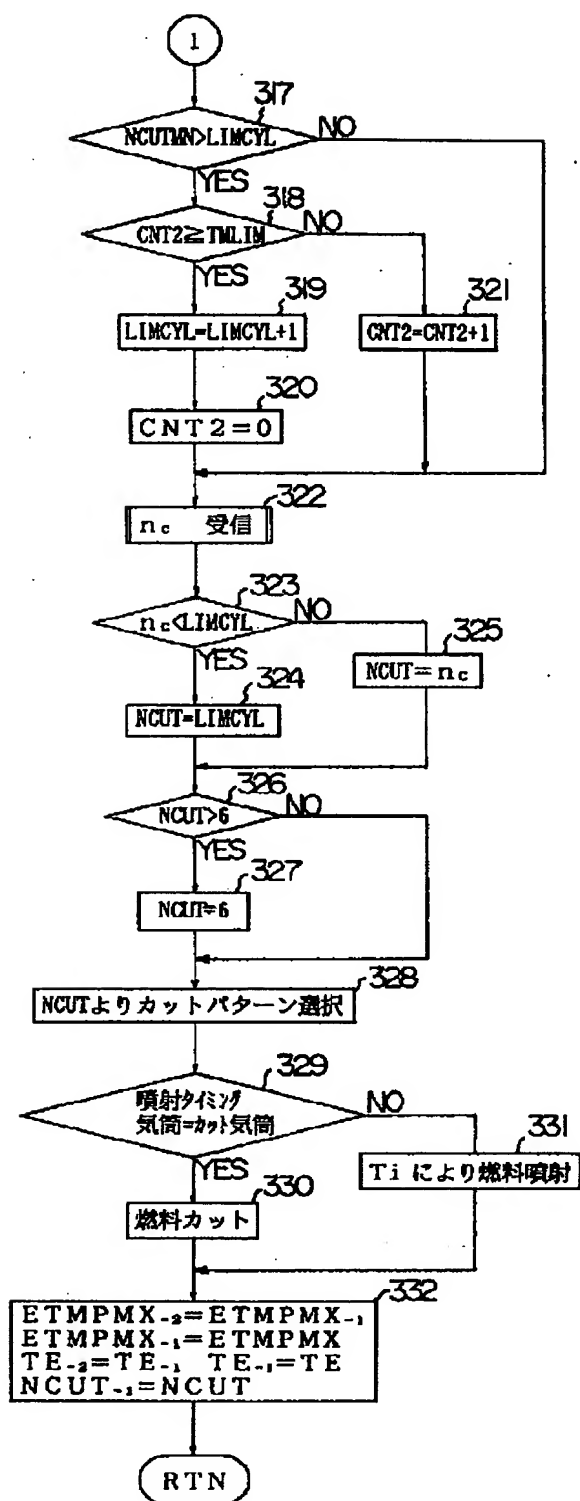 1
317
NCUTMN>LIMCYL
NO
YES
318
CNT2≧TMLIM
NO
YES
319
LIMCYL=LIMCYL+1
321
CNT2=CNT2+1
320
CNT2=0
322
nc 受信
323
nc<LIMCYL
NO
YES
325
NCUT=nc
324
NCUT=LIMCYL
326
NCUT>6
NO
YES
327
NCUT=6
328
NCUTよりカットパターン選択
329
噴射タイミング
気筒=カット気筒
NO
YES
331
Tiにより燃料噴射
330
燃料カット
332
ETMPMX-2=ETMPMX-1
ETMPMX-1=ETMPMX
TE-2=TE-1 TE-1=TE
NCUT-1=NCUT
RTN